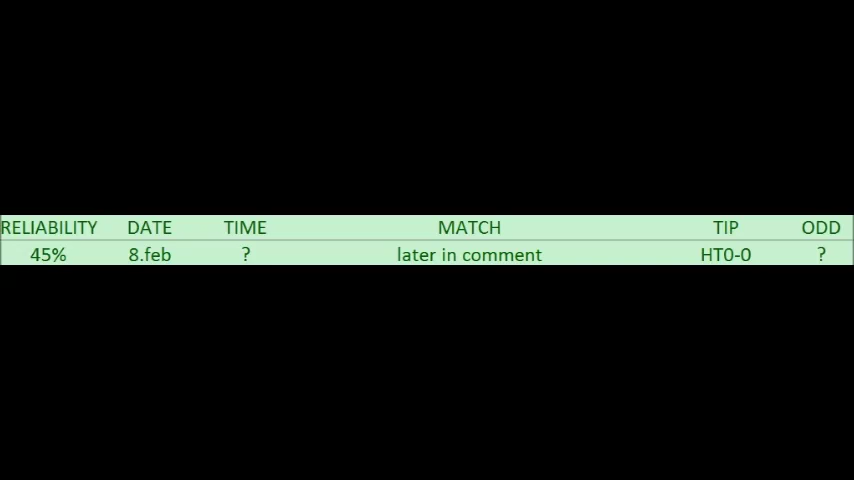 RELIABILITY DATE TIME MATCH TIP ODD
45% 8.feb ? later in comment HT0-0 ?